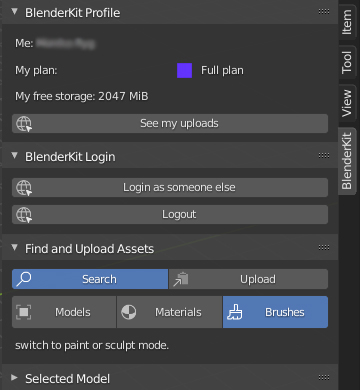 BlenderKit Profile
Me:
My plan: Full plan
My free storage: 2047 MiB
See my uploads
BlenderKit Login
Login as someone else
Logout
Find and Upload Assets
Search Upload
Models Materials Brushes
switch to paint or sculpt mode.
Selected Model
Item
Tool
View
BlenderKit